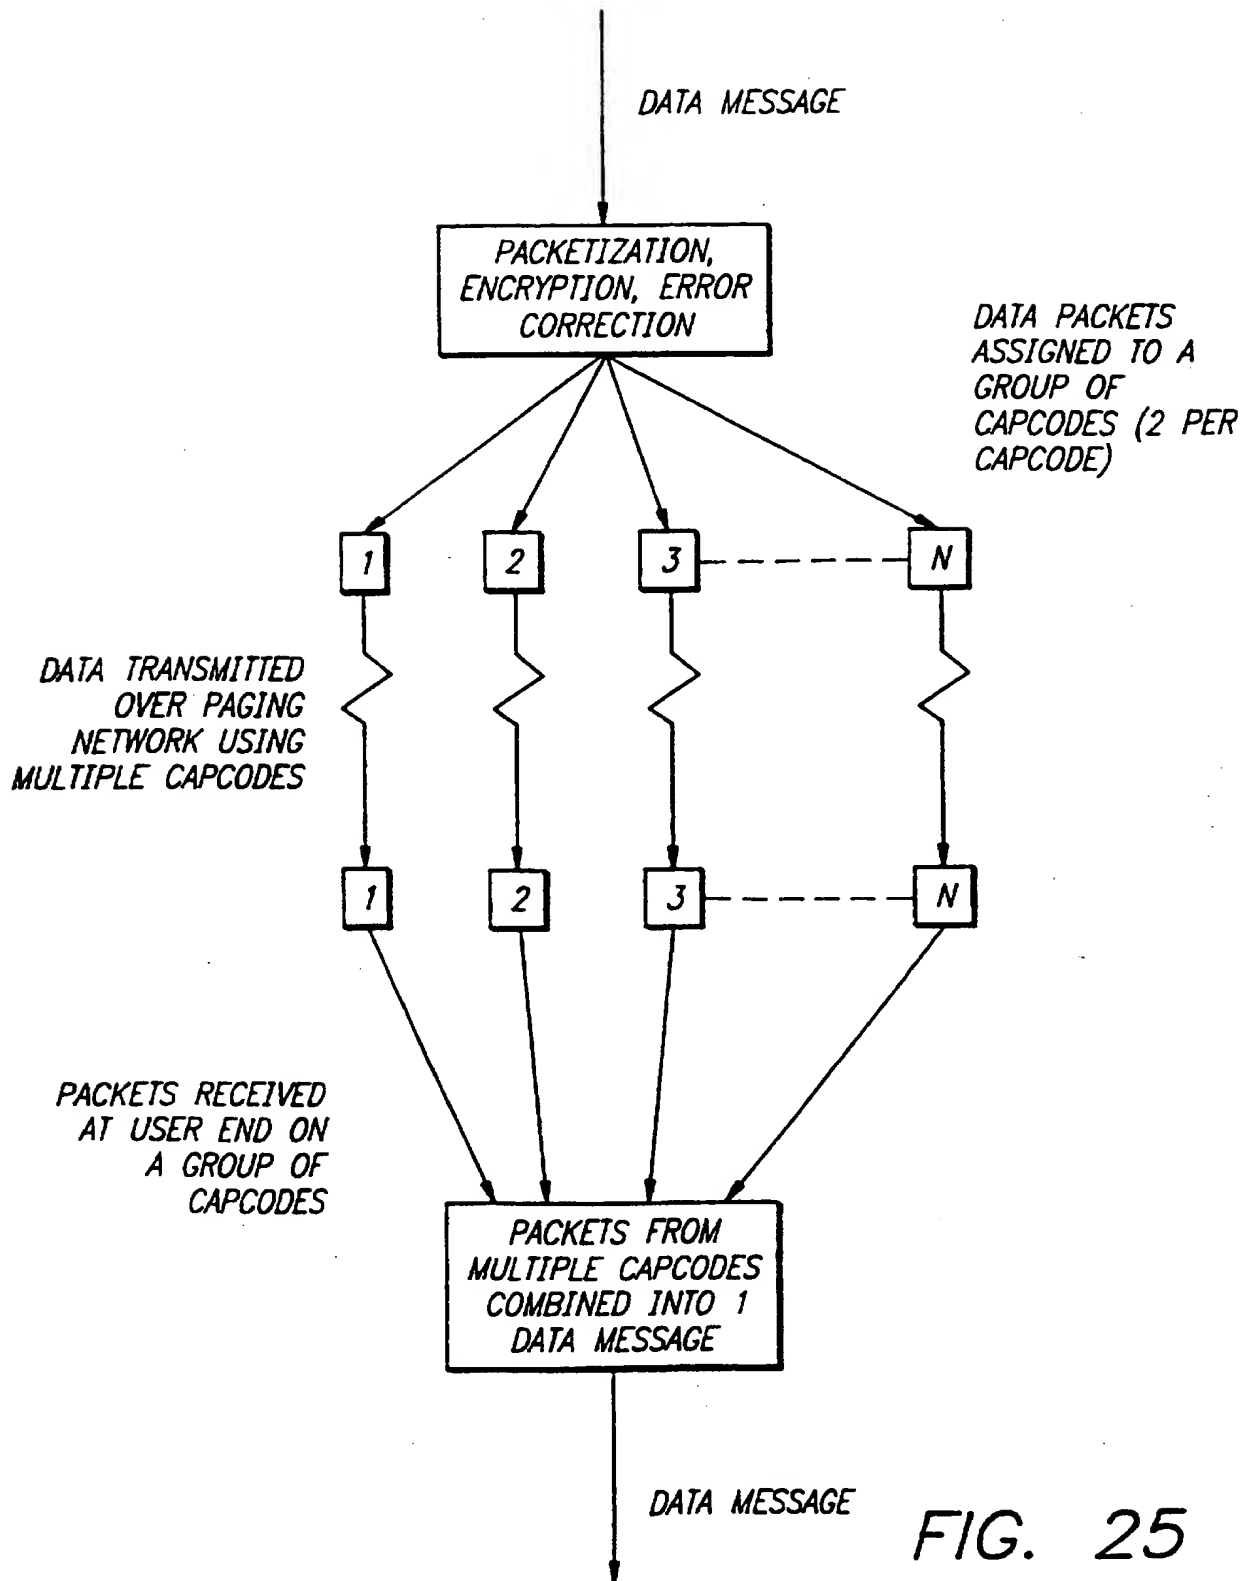 DATA MESSAGE
PACKETIZATION,
ENCRYPTION, ERROR
CORRECTION
DATA PACKETS
ASSIGNED TO A
GROUP OF
CAPCODES (2 PER
CAPCODE)
1
2
3
N
DATA TRANSMITTED
OVER PAGING
NETWORK USING
MULTIPLE CAPCODES
1
2
3
N
PACKETS RECEIVED
AT USER END ON
A GROUP OF
CAPCODES
PACKETS FROM
MULTIPLE CAPCODES
COMBINED INTO 1
DATA MESSAGE
DATA MESSAGE
FIG. 25